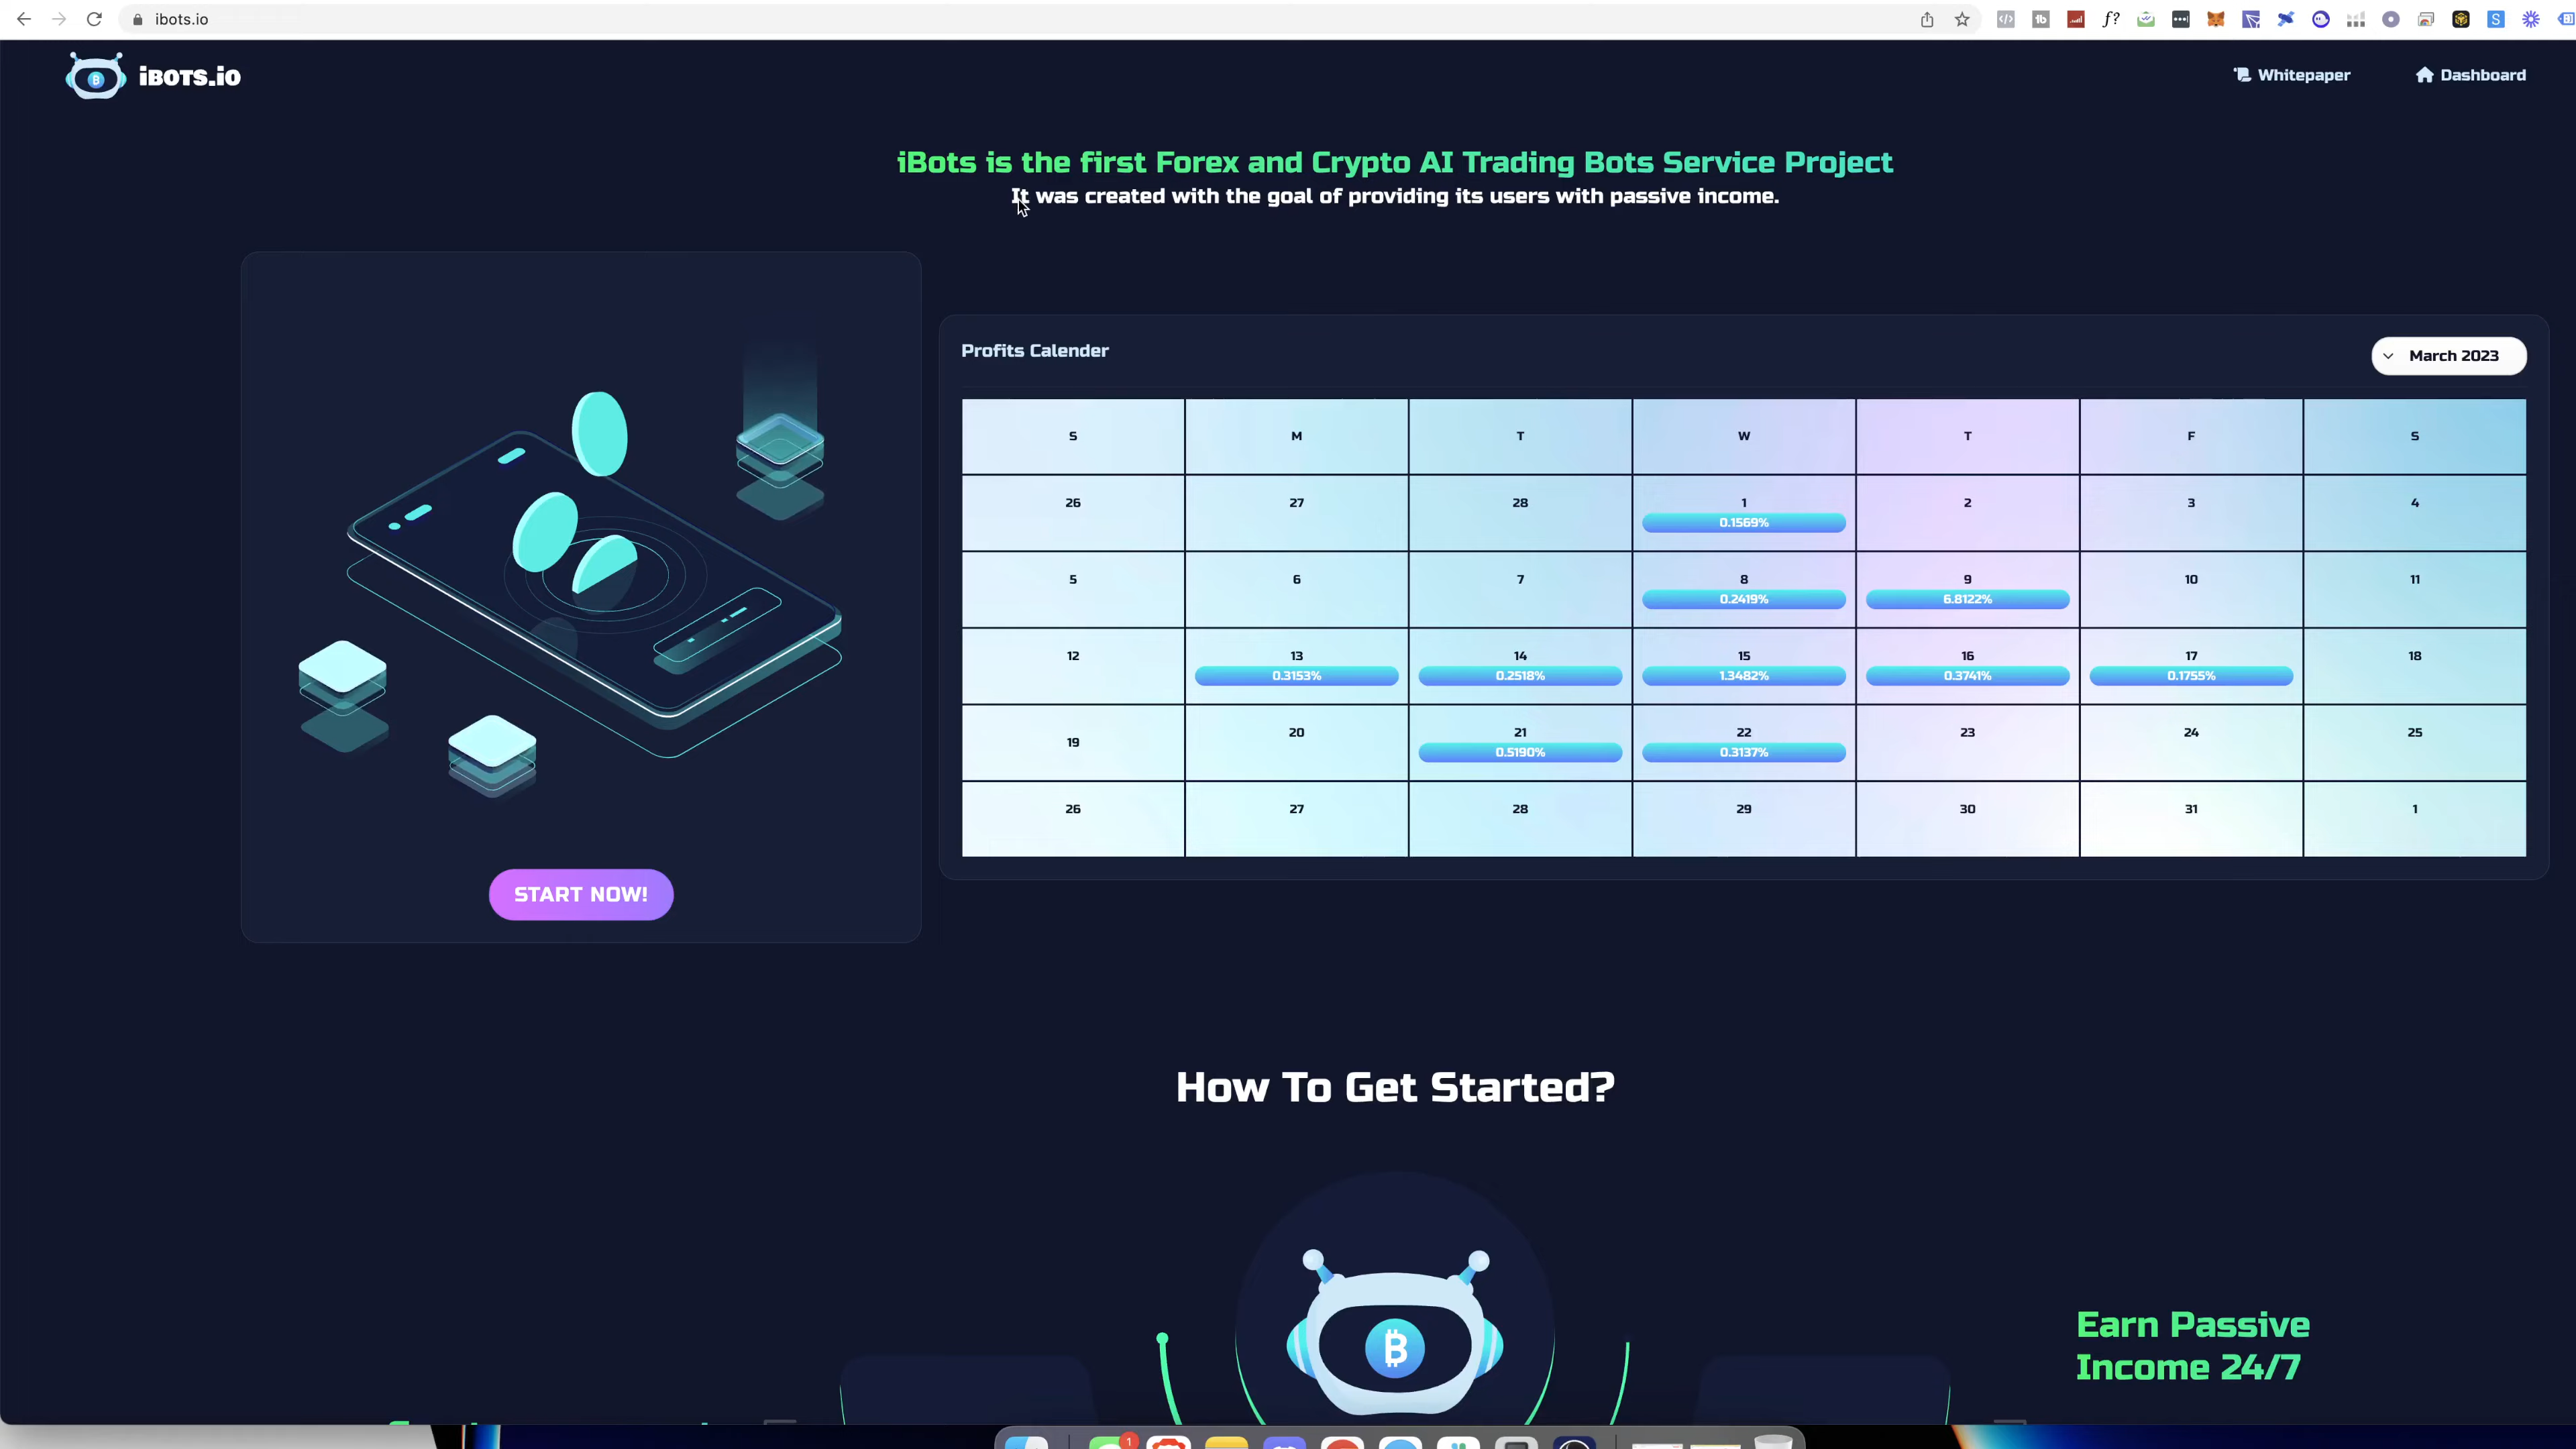 ibots.io
iBOTS.iO
Whitepaper
Dashboard
iBots is the first Forex and Crypto AI Trading Bots Service Project
It was created with the goal of providing its users with passive income.
START NOW!
Profits Calender
March 2023
S M T W T F S
26 27 28 1 2 3 4
0.1569%
5 6 7 8 9 10 11
0.2419% 6.8122%
12 13 14 15 16 17 18
0.3153% 0.2518% 1.3482% 0.3741% 0.1755%
19 20 21 22 23 24 25
0.5190% 0.3137%
26 27 28 29 30 31 1
How To Get Started?
Earn Passive
Income 24/7